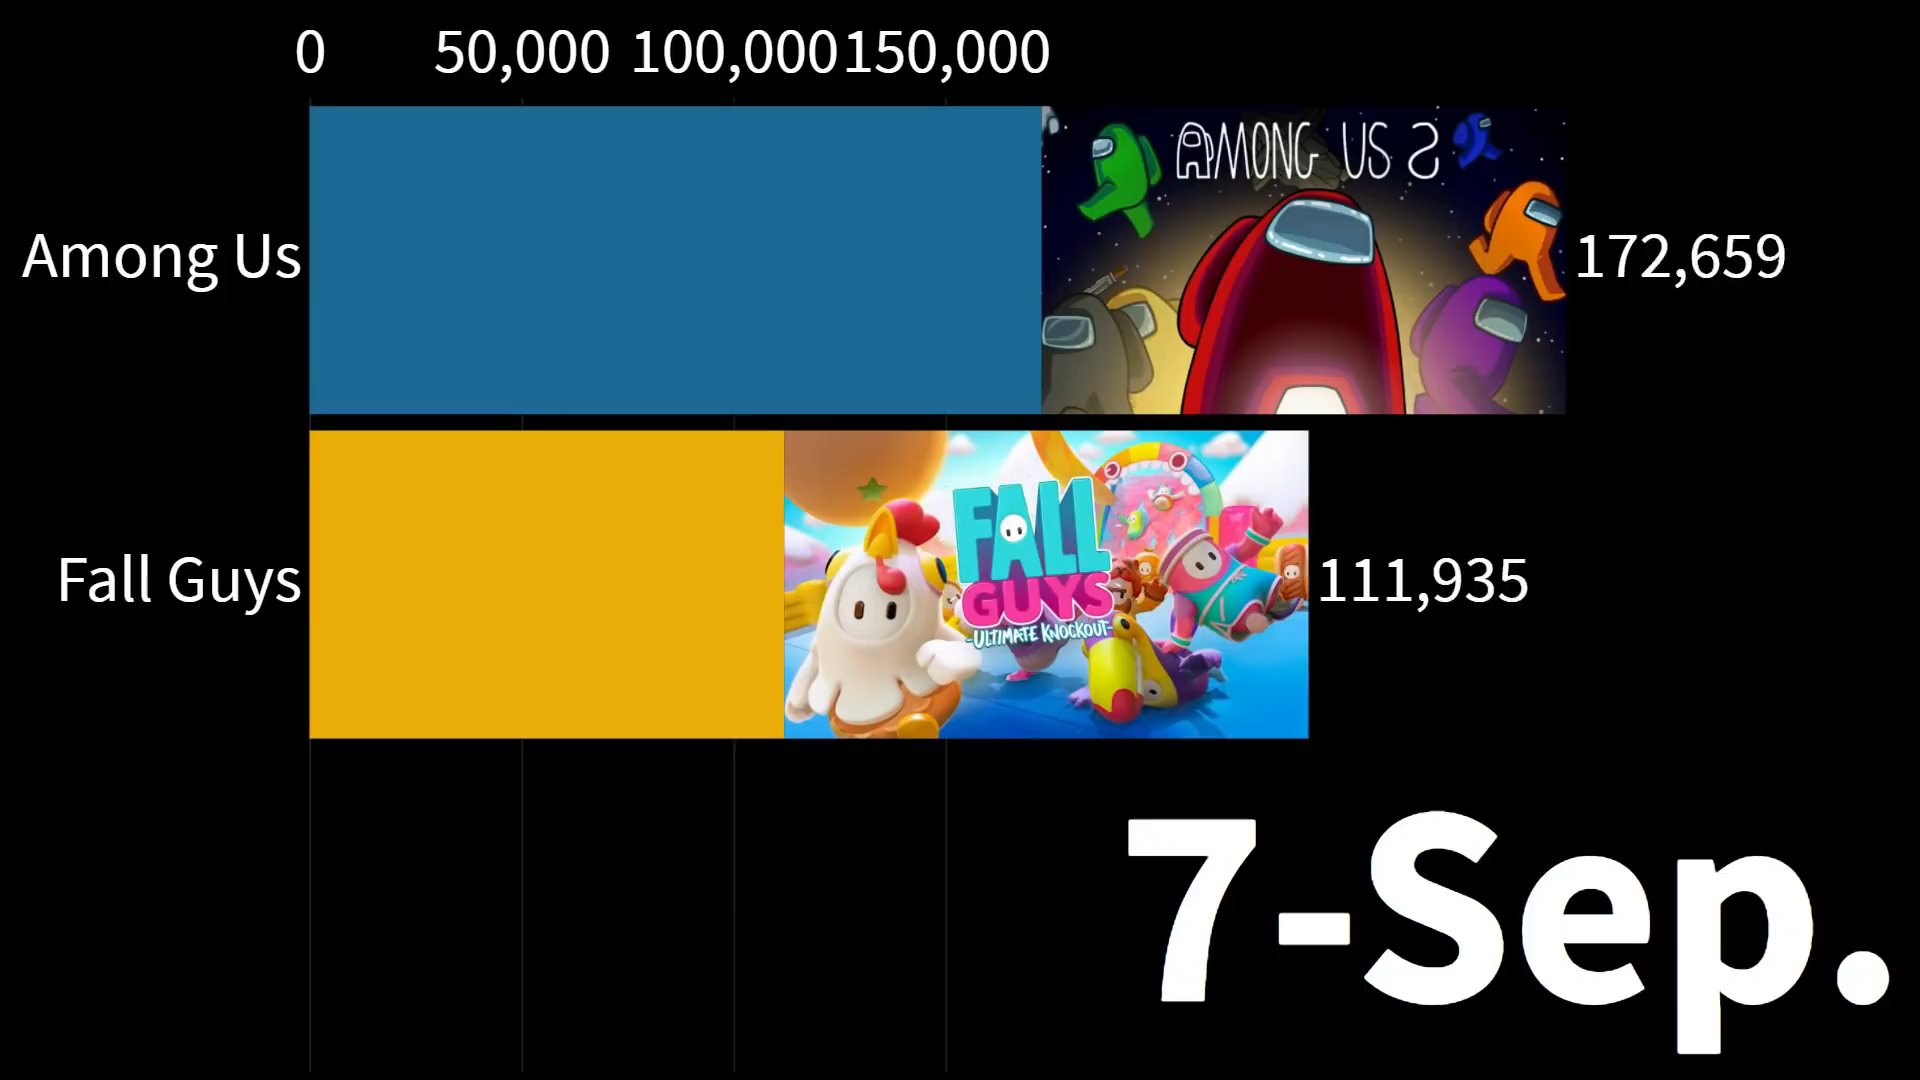 0 50,000 100,000 150,000
AMONG US 2
Among Us 172,659
FALL
GUYS
-ULTIMATE KNOCKOUT-
Fall Guys 111,935
7-Sep.